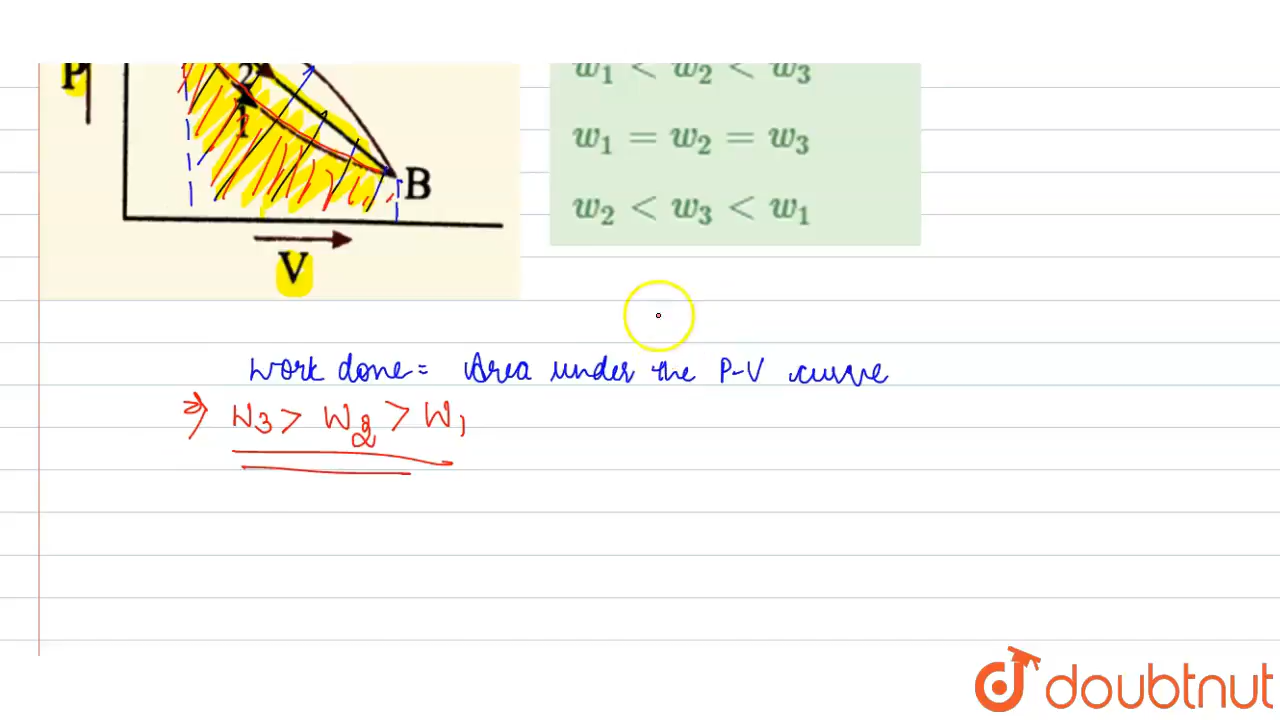 P
2
1
B
V
w₁ < w₂ < w₃
w₁ = w₂ = w₃
w₂ < w₃ < w₁
Work done = Area under the P-V curve
⇒ W₃ > W₂ > W₁
doubtnut